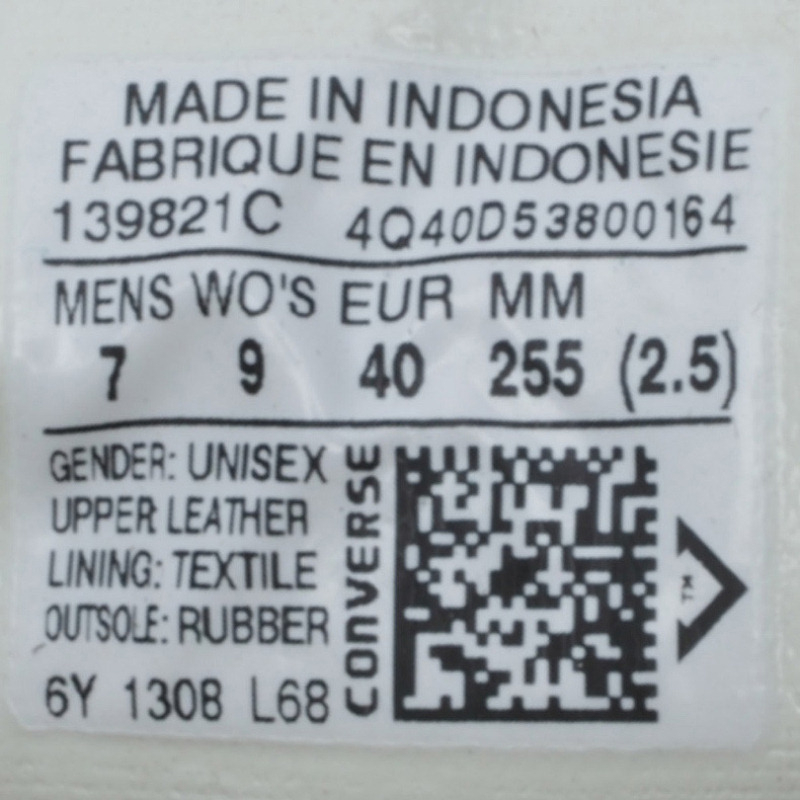 MADE IN INDONESIA
FABRIQUE EN INDONESIE
139821C 4Q40D53800164
MENS WO'S EUR MM
7 9 40 255 (2.5)
GENDER: UNISEX
UPPER LEATHER
LINING: TEXTILE
OUTSOLE: RUBBER
6Y 1308 L68
CONVERSE
TM